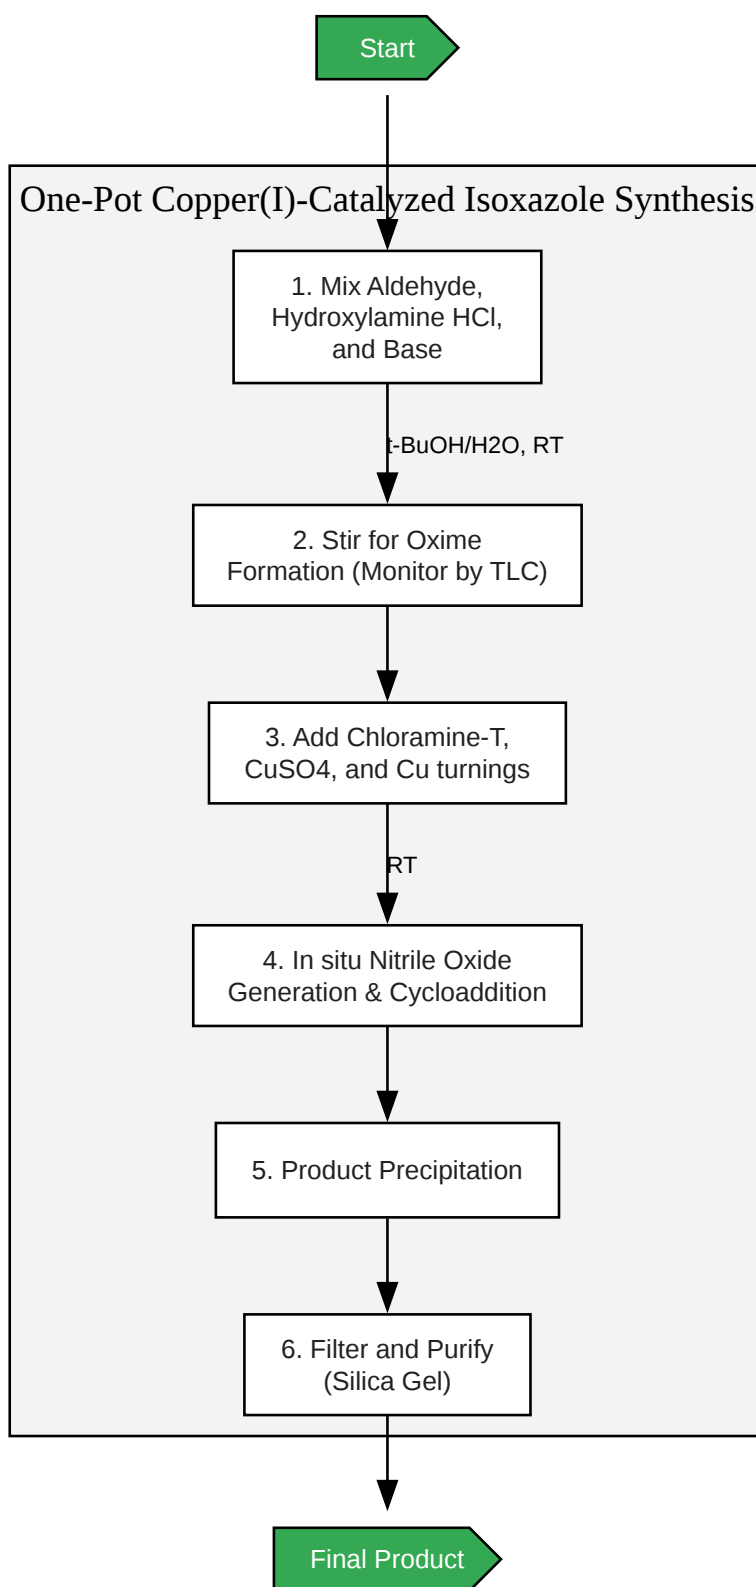 Start
One-Pot Copper(I)-Catalyzed Isoxazole Synthesis
1. Mix Aldehyde,
Hydroxylamine HCl,
and Base
t-BuOH/H2O, RT
2. Stir for Oxime
Formation (Monitor by TLC)
3. Add Chloramine-T,
CuSO4, and Cu turnings
RT
4. In situ Nitrile Oxide
Generation & Cycloaddition
5. Product Precipitation
6. Filter and Purify
(Silica Gel)
Final Product